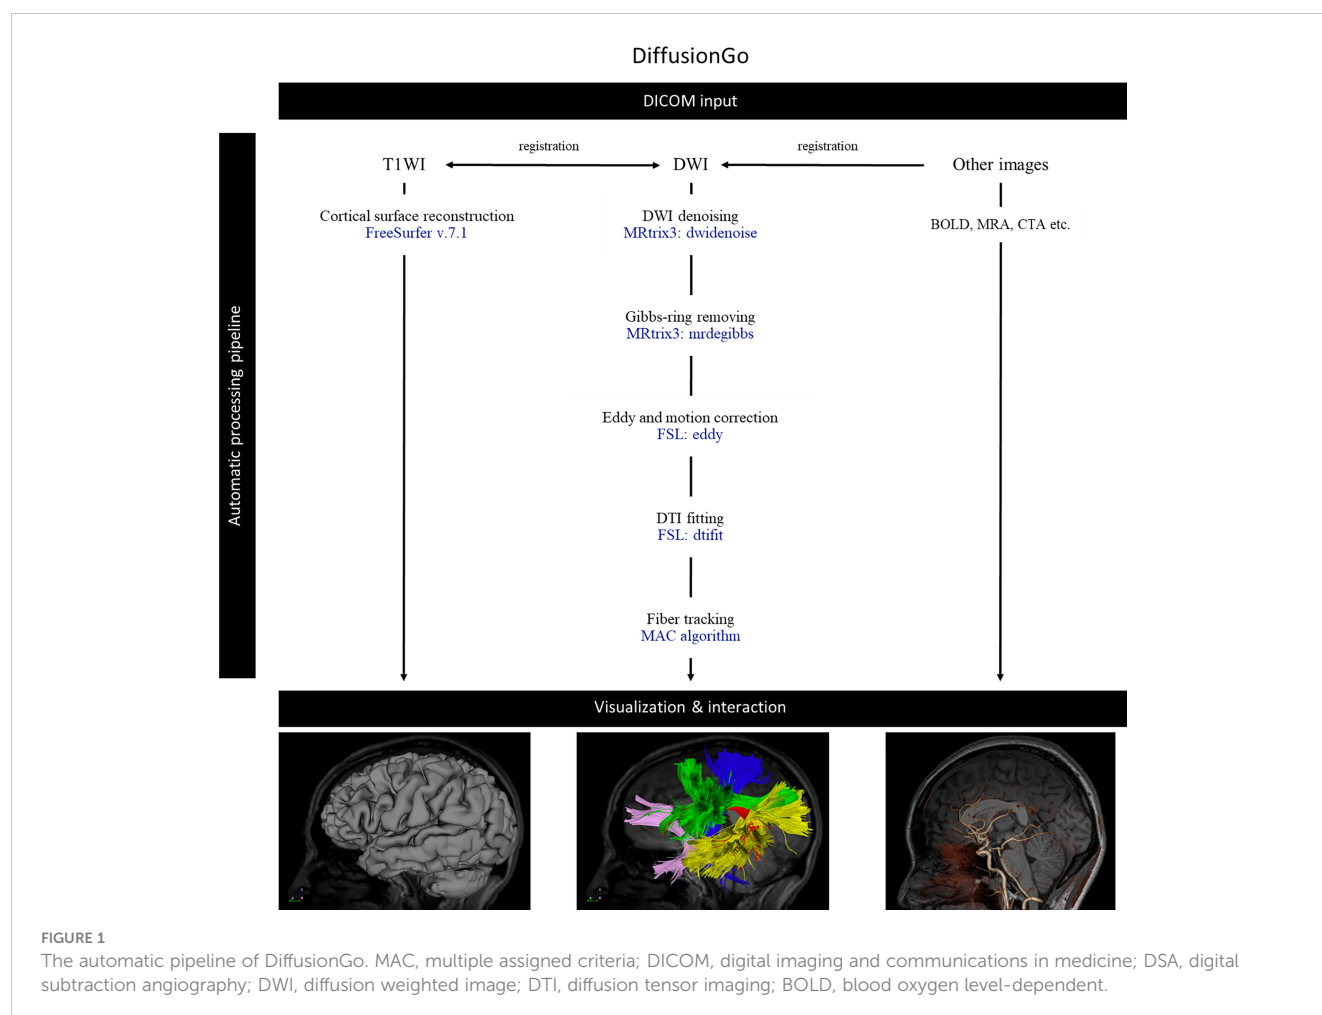 DiffusionGo
DICOM input
Automatic processing pipeline
registration
registration
T1WI
DWI
Other images
Cortical surface reconstruction
FreeSurfer v.7.1
DWI denoising
MRtrix3: dwidenoise
BOLD, MRA, CTA etc.
Gibbs-ring removing
MRtrix3: mrdegibbs
Eddy and motion correction
FSL: eddy
DTI fitting
FSL: dtifit
Fiber tracking
MAC algorithm
Visualization & interaction
FIGURE 1
The automatic pipeline of DiffusionGo. MAC, multiple assigned criteria; DICOM, digital imaging and communications in medicine; DSA, digital
subtraction angiography; DWI, diffusion weighted image; DTI, diffusion tensor imaging; BOLD, blood oxygen level-dependent.